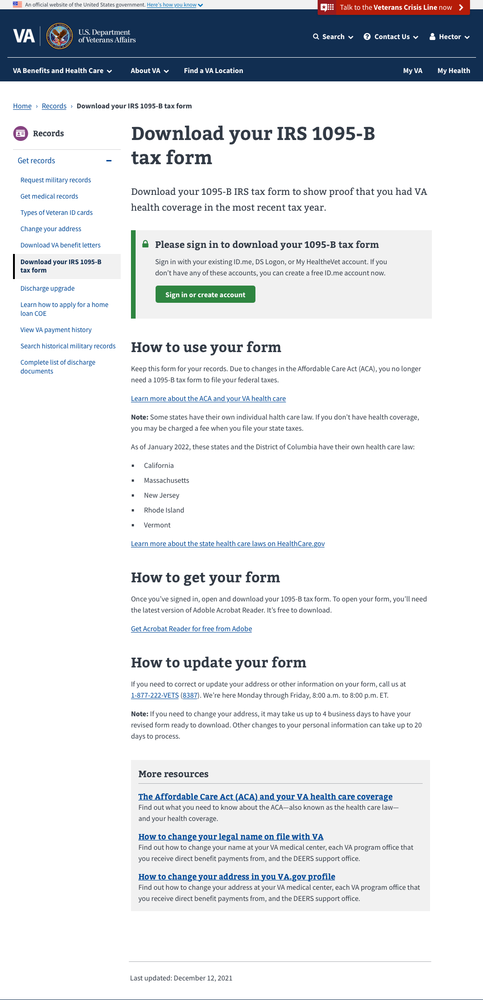 An official website of the United States government. Here's how you know
Talk to the Veterans Crisis Line now
VA
U.S. Department
of Veterans Affairs
Search
Contact Us
Hector
VA Benefits and Health Care
About VA
Find a VA Location
My VA
My Health
Home › Records › Download your IRS 1095-B tax form
Records
Get records
Request military records
Get medical records
Types of Veteran ID cards
Change your address
Download VA benefit letters
Download your IRS 1095-B
tax form
Discharge upgrade
Learn how to apply for a home
loan COE
View VA payment history
Search historical military records
Complete list of discharge
documents
Download your IRS 1095-B
tax form
Download your 1095-B IRS tax form to show proof that you had VA
health coverage in the most recent tax year.
Please sign in to download your 1095-B tax form
Sign in with your existing ID.me, DS Logon, or My HealtheVet account. If you
don’t have any of these accounts, you can create a free ID.me account now.
Sign in or create account
How to use your form
Keep this form for your records. Due to changes in the Affordable Care Act (ACA), you no longer
need a 1095-B tax form to file your federal taxes.
Learn more about the ACA and your VA health care
Note: Some states have their own individual halth care law. If you don’t have health coverage,
you may be charged a fee when you file your state taxes.
As of January 2022, these states and the District of Columbia have their own health care law:
▪ California
▪ Massachusetts
▪ New Jersey
▪ Rhode Island
▪ Vermont
Learn more about the state health care laws on HealthCare.gov
How to get your form
Once you’ve signed in, open and download your 1095-B tax form. To open your form, you’ll need
the latest version of Adoble Acrobat Reader. It’s free to download.
Get Acrobat Reader for free from Adobe
How to update your form
If you need to correct or update your address or other information on your form, call us at
1-877-222-VETS (8387). We’re here Monday through Friday, 8:00 a.m. to 8:00 p.m. ET.
Note: If you need to change your address, it may take us up to 4 business days to have your
revised form ready to download. Other changes to your personal information can take up to 20
days to process.
More resources
The Affordable Care Act (ACA) and your VA health care coverage
Find out what you need to know about the ACA—also known as the health care law—
and your health coverage.
How to change your legal name on file with VA
Find out how to change your name at your VA medical center, each VA program office that
you receive direct benefit payments from, and the DEERS support office.
How to change your address in you VA.gov profile
Find out how to change your address at your VA medical center, each VA program office that
you receive direct benefit payments from, and the DEERS support office.
Last updated: December 12, 2021